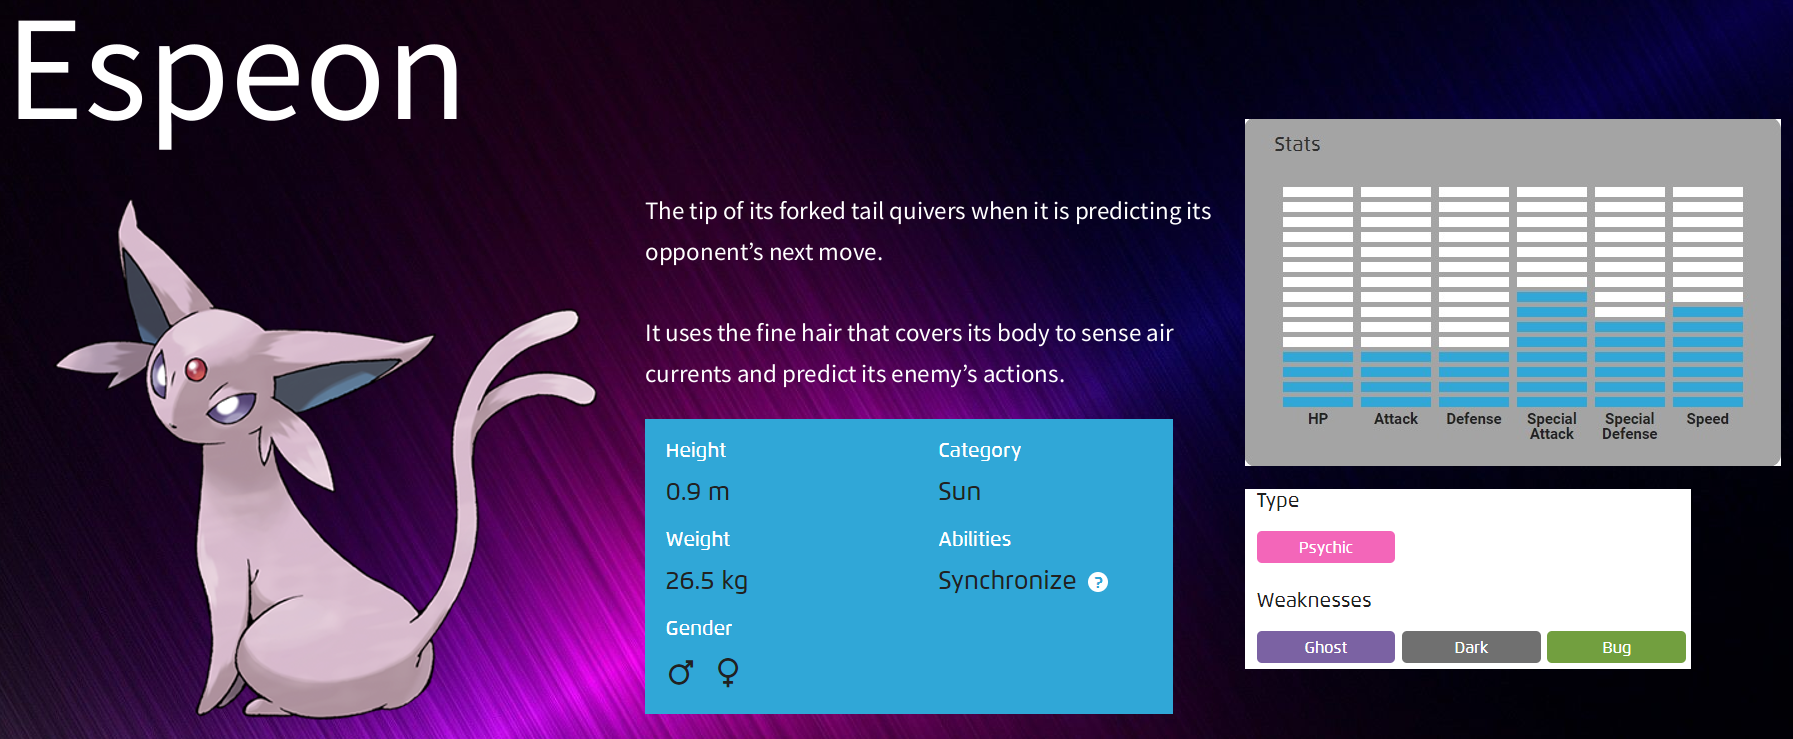 Espeon
The tip of its forked tail quivers when it is predicting its
opponent’s next move.
It uses the fine hair that covers its body to sense air
currents and predict its enemy’s actions.
Height
0.9 m
Weight
26.5 kg
Gender
♂ ♀
Category
Sun
Abilities
Synchronize ?
Stats
HP Attack Defense Special Attack Special Defense Speed
Type
Psychic
Weaknesses
Ghost Dark Bug